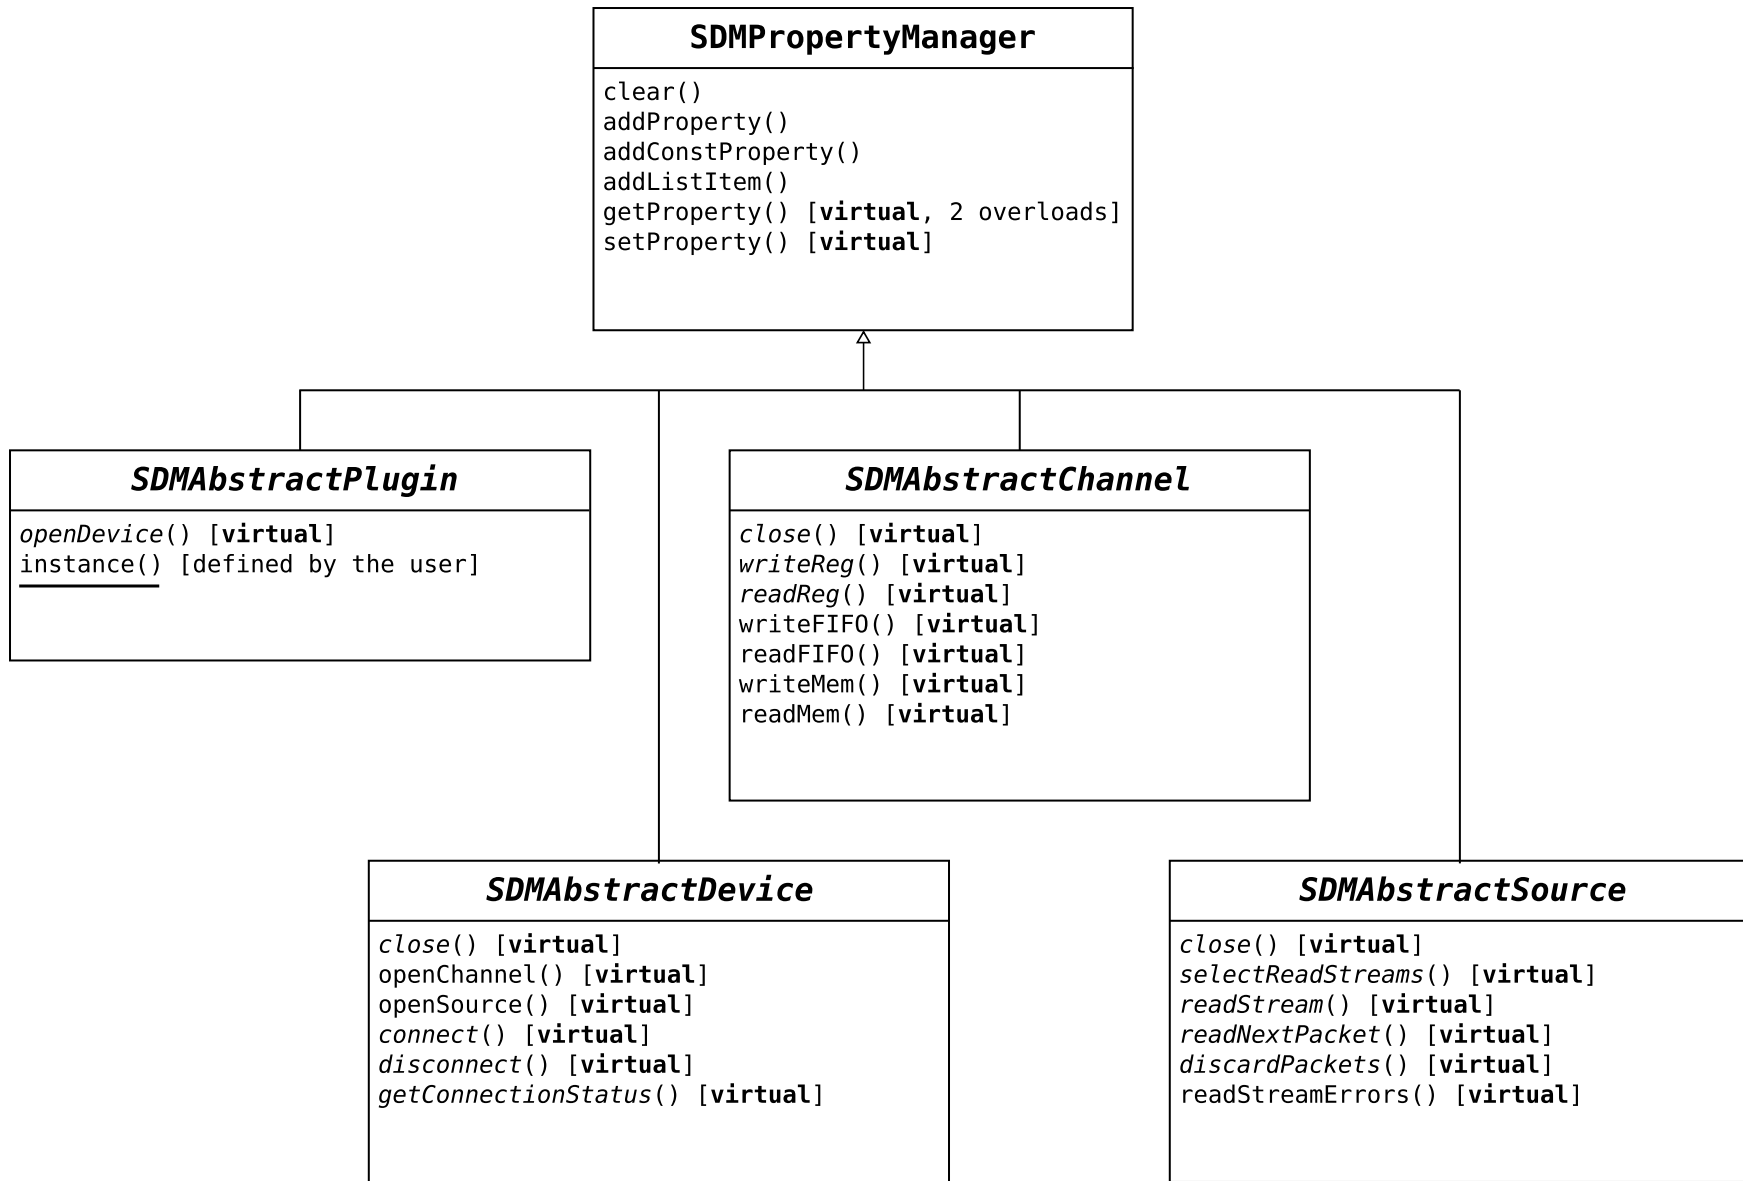 SDMPropertyManager
clear()
addProperty()
addConstProperty()
addListItem()
getProperty() [virtual, 2 overloads]
setProperty() [virtual]
SDMAbstractPlugin
openDevice() [virtual]
instance() [defined by the user]
SDMAbstractChannel
close() [virtual]
writeReg() [virtual]
readReg() [virtual]
writeFIFO() [virtual]
readFIFO() [virtual]
writeMem() [virtual]
readMem() [virtual]
SDMAbstractDevice
close() [virtual]
openChannel() [virtual]
openSource() [virtual]
connect() [virtual]
disconnect() [virtual]
getConnectionStatus() [virtual]
SDMAbstractSource
close() [virtual]
selectReadStreams() [virtual]
readStream() [virtual]
readNextPacket() [virtual]
discardPackets() [virtual]
readStreamErrors() [virtual]